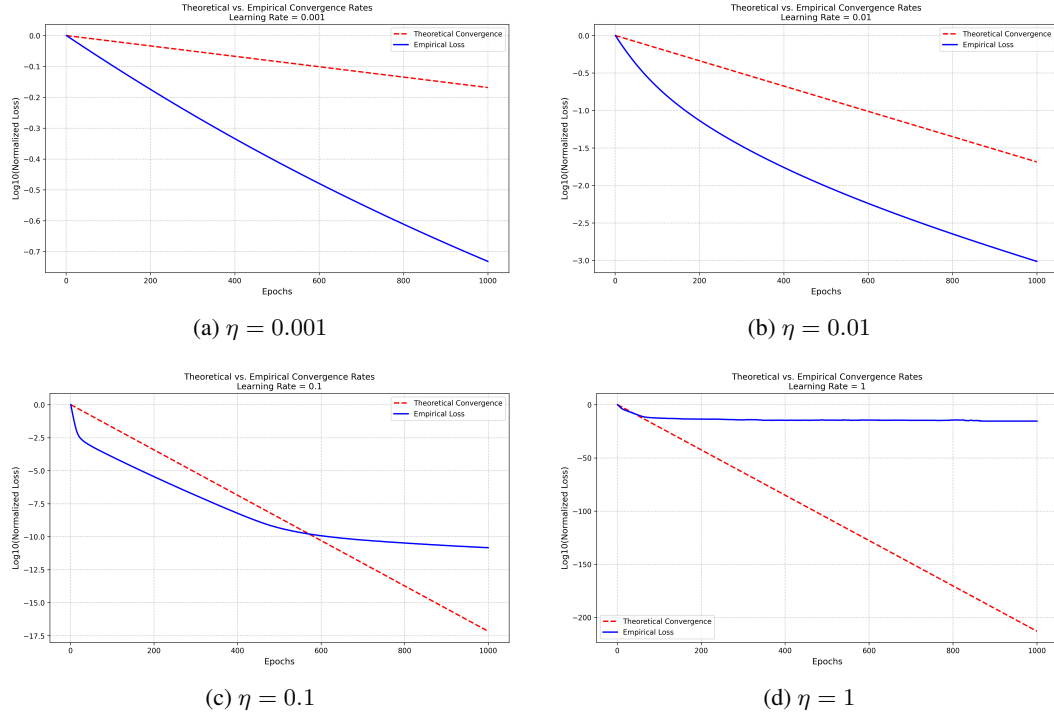 Theoretical vs. Empirical Convergence Rates
Learning Rate = 0.001
Log10(Normalized Loss)
0.0
−0.1
−0.2
−0.3
−0.4
−0.5
−0.6
−0.7
Theoretical Convergence
Empirical Loss
0 200 400 600 800 1000
Epochs
(a) η = 0.001
Theoretical vs. Empirical Convergence Rates
Learning Rate = 0.01
Log10(Normalized Loss)
0.0
−0.5
−1.0
−1.5
−2.0
−2.5
−3.0
Theoretical Convergence
Empirical Loss
0 200 400 600 800 1000
Epochs
(b) η = 0.01
Theoretical vs. Empirical Convergence Rates
Learning Rate = 0.1
Log10(Normalized Loss)
0.0
−2.5
−5.0
−7.5
−10.0
−12.5
−15.0
−17.5
Theoretical Convergence
Empirical Loss
0 200 400 600 800 1000
Epochs
(c) η = 0.1
Theoretical vs. Empirical Convergence Rates
Learning Rate = 1
Log10(Normalized Loss)
0
−50
−100
−150
−200
Theoretical Convergence
Empirical Loss
0 200 400 600 800 1000
Epochs
(d) η = 1